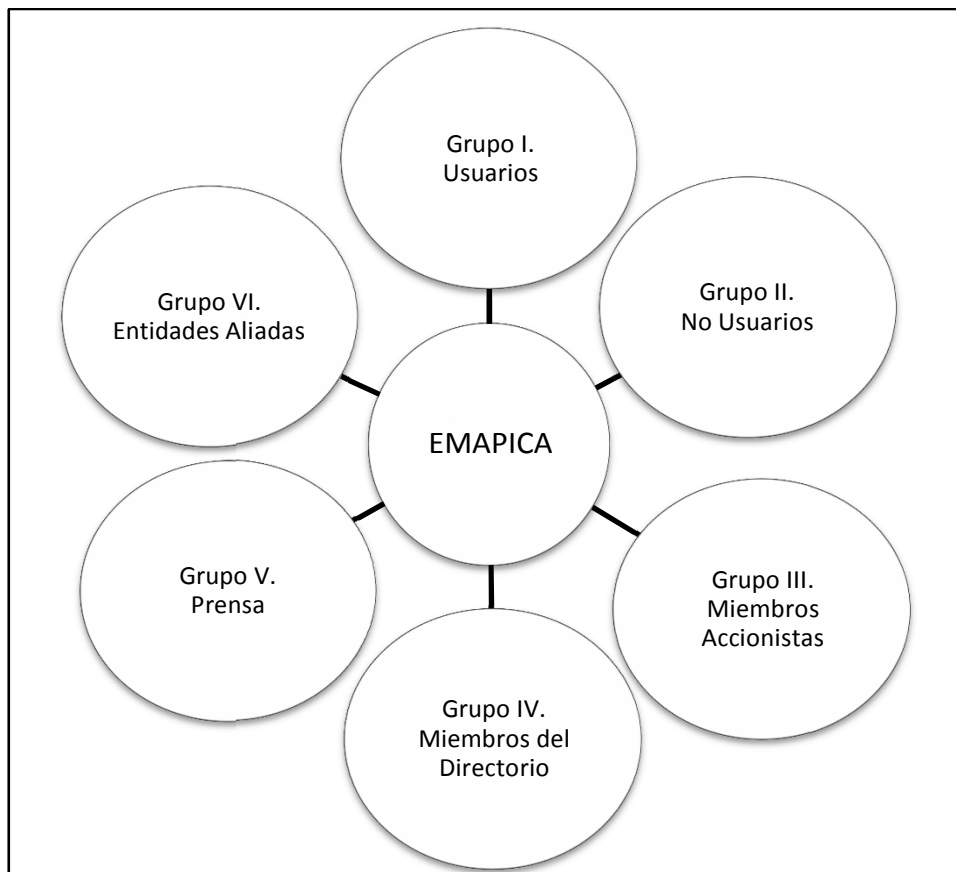 Grupo I.
Usuarios
Grupo II.
No Usuarios
Grupo III.
Miembros
Accionistas
Grupo IV.
Miembros del
Directorio
Grupo V.
Prensa
Grupo VI.
Entidades Aliadas
EMAPICA